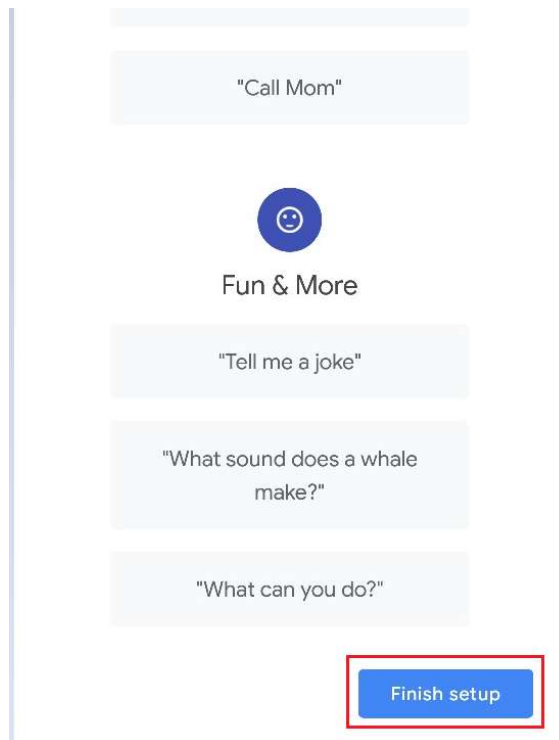 "Call Mom"
Fun & More
"Tell me a joke"
"What sound does a whale
make?"
"What can you do?"
Finish setup